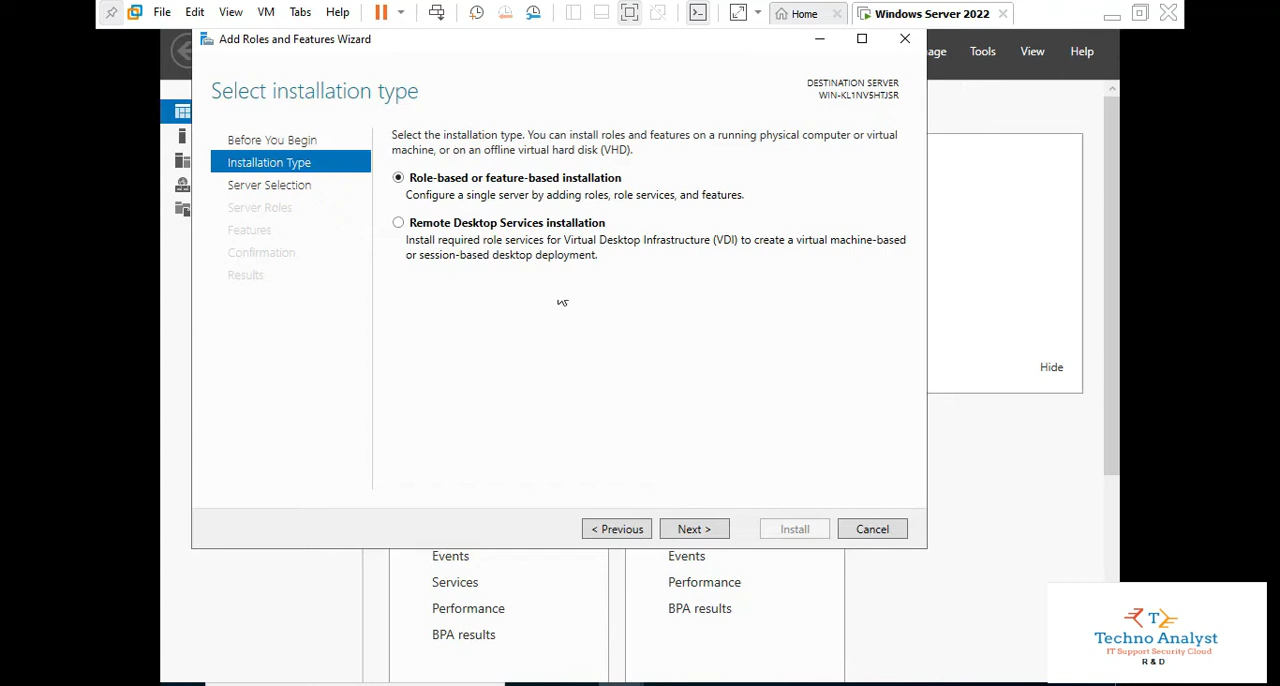 File Edit View VM Tabs Help Home Windows Server 2022
Add Roles and Features Wizard
age Tools View Help
Select installation type
DESTINATION SERVER
WIN-KL1NV5HTJSR
Before You Begin
Installation Type
Server Selection
Server Roles
Features
Confirmation
Results
Select the installation type. You can install roles and features on a running physical computer or virtual
machine, or on an offline virtual hard disk (VHD).
Role-based or feature-based installation
Configure a single server by adding roles, role services, and features.
Remote Desktop Services installation
Install required role services for Virtual Desktop Infrastructure (VDI) to create a virtual machine-based
or session-based desktop deployment.
Hide
< Previous Next > Install Cancel
Events
Services
Performance
BPA results
Events
Performance
BPA results
T
Techno Analyst
IT Support Security Cloud
R & D